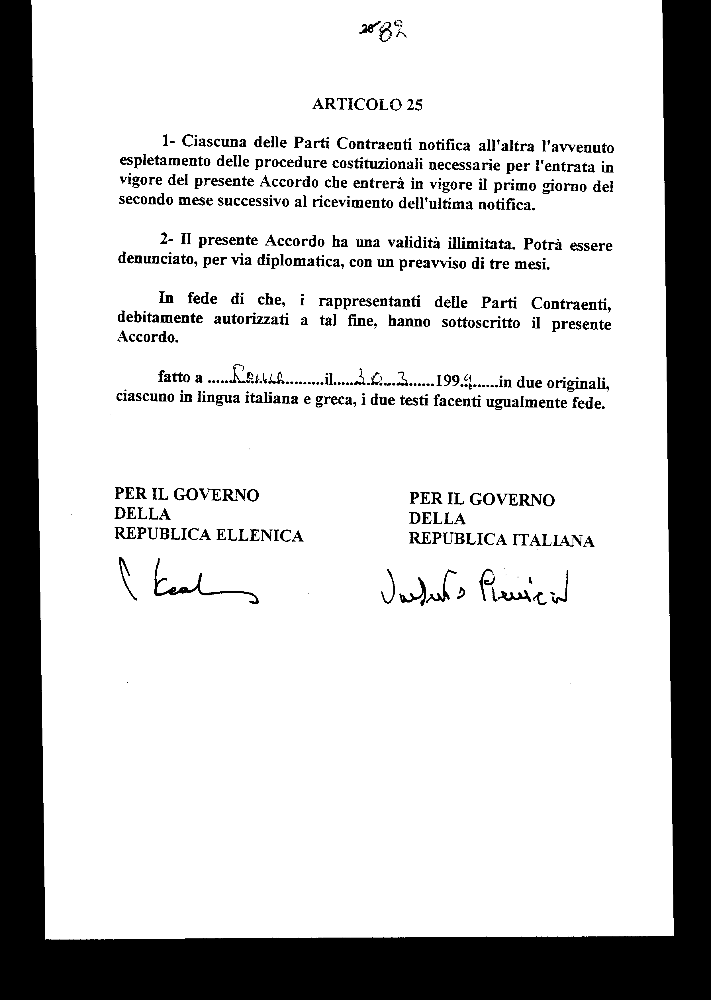 28 82
ARTICOLO 25
1- Ciascuna delle Parti Contraenti notifica all'altra l'avvenuto
espletamento delle procedure costituzionali necessarie per l'entrata in
vigore del presente Accordo che entrerà in vigore il primo giorno del
secondo mese successivo al ricevimento dell'ultima notifica.
2- Il presente Accordo ha una validità illimitata. Potrà essere
denunciato, per via diplomatica, con un preavviso di tre mesi.
In fede di che, i rappresentanti delle Parti Contraenti,
debitamente autorizzati a tal fine, hanno sottoscritto il presente
Accordo.
fatto a ......Roma..........il......30..3......199.9......in due originali,
ciascuno in lingua italiana e greca, i due testi facenti ugualmente fede.
PER IL GOVERNO
DELLA
REPUBLICA ELLENICA
PER IL GOVERNO
DELLA
REPUBLICA ITALIANA